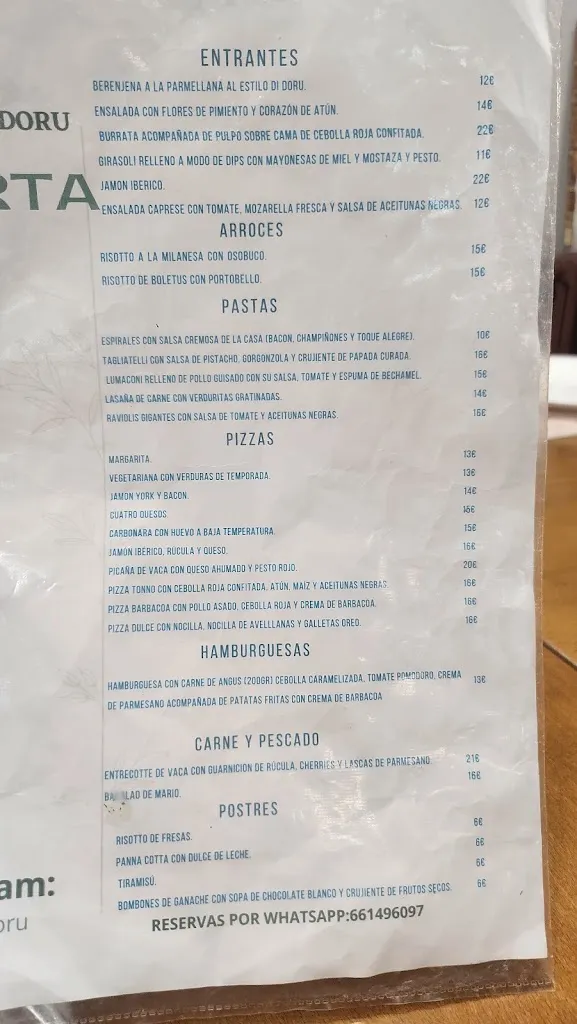 DORU
RTA
ENTRANTES
BERENJENA A LA PARMELLANA AL ESTILO DI DORU. 12€
ENSALADA CON FLORES DE PIMIENTO Y CORAZÓN DE ATÚN. 14€
BURRATA ACOMPAÑADA DE PULPO SOBRE CAMA DE CEBOLLA ROJA CONFITADA. 22€
GIRASOLI RELLENO A MODO DE DIPS CON MAYONESAS DE MIEL Y MOSTAZA Y PESTO. 11€
JAMON IBERICO. 22€
ENSALADA CAPRESE CON TOMATE, MOZARELLA FRESCA Y SALSA DE ACEITUNAS NEGRAS. 12€
ARROCES
RISOTTO A LA MILANESA CON OSOBUCO. 15€
RISOTTO DE BOLETUS CON PORTOBELLO. 15€
PASTAS
ESPIRALES CON SALSA CREMOSA DE LA CASA (BACON, CHAMPIÑONES Y TOQUE ALEGRE). 10€
TAGLIATELLI CON SALSA DE PISTACHO, GORGONZOLA Y CRUJIENTE DE PAPADA CURADA. 16€
LUMACONI RELLENO DE POLLO GUISADO CON SU SALSA, TOMATE Y ESPUMA DE BECHAMEL. 15€
LASAÑA DE CARNE CON VERDURITAS GRATINADAS. 14€
RAVIOLIS GIGANTES CON SALSA DE TOMATE Y ACEITUNAS NEGRAS. 16€
PIZZAS
MARGARITA. 13€
VEGETARIANA CON VERDURAS DE TEMPORADA. 13€
JAMON YORK Y BACON. 14€
CUATRO QUESOS 15€
CARBONARA CON HUEVO A BAJA TEMPERATURA. 15€
JAMÓN IBÉRICO, RÚCULA Y QUESO. 16€
PICAÑA DE VACA CON QUESO AHUMADO Y PESTO ROJO. 20€
PIZZA TONNO CON CEBOLLA ROJA CONFITADA, ATÚN, MAÍZ Y ACEITUNAS NEGRAS. 16€
PIZZA BARBACOA CON POLLO ASADO, CEBOLLA ROJA Y CREMA DE BARBACOA. 16€
PIZZA DULCE CON NOCILLA, NOCILLA DE AVELLLANAS Y GALLETAS OREO. 16€
HAMBURGUESAS
HAMBURGUESA CON CARNE DE ANGUS (200GR) CEBOLLA CARAMELIZADA, TOMATE POMODORO, CREMA 13€
DE PARMESANO ACOMPAÑADA DE PATATAS FRITAS CON CREMA DE BARBACOA
CARNE Y PESCADO
ENTRECOTTE DE VACA CON GUARNICION DE RÚCULA, CHERRIES Y LASCAS DE PARMESANO. 21€
DE MARIO. 16€
POSTRES
RISOTTO DE FRESAS. 6€
PANNA COTTA CON DULCE DE LECHE. 6€
TIRAMISÚ. 6€
BOMBONES DE GANACHE CON SOPA DE CHOCOLATE BLANCO Y CRUJIENTE DE FRUTOS SECOS. 6€
am:
oru
RESERVAS POR WHATSAPP:661496097